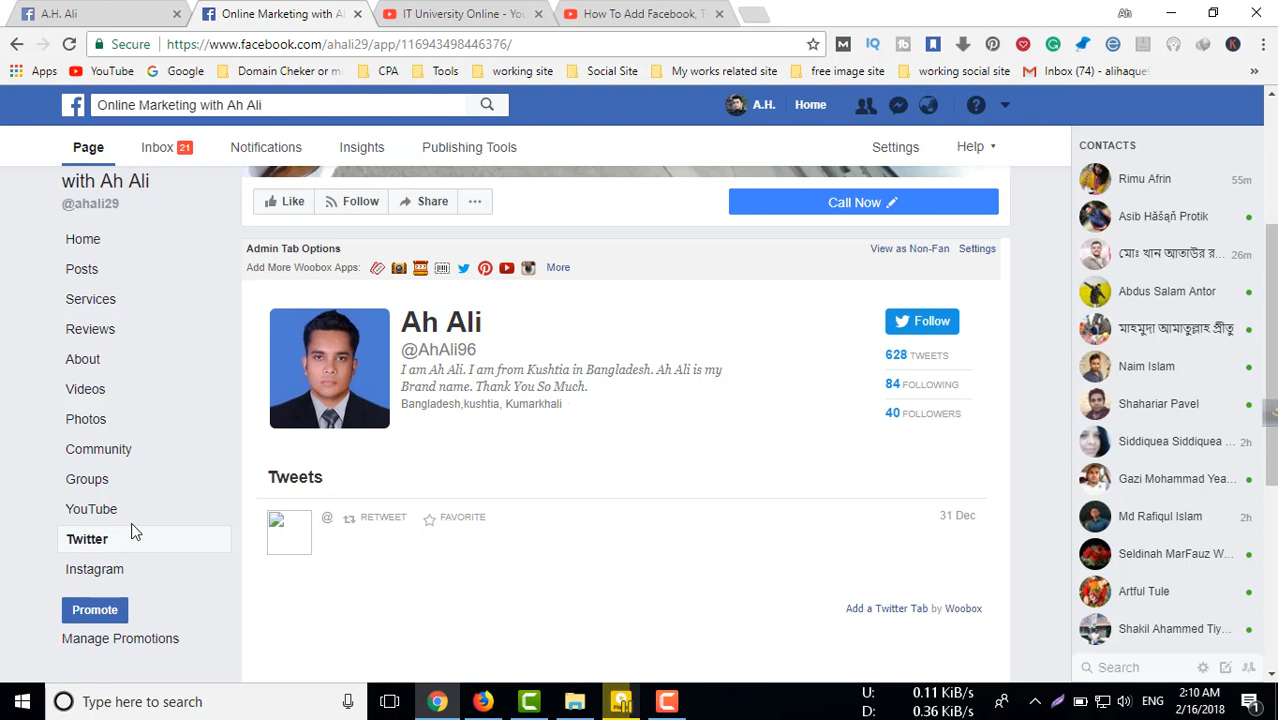 A.H. Ali
Online Marketing with A
IT University Online - Yo
How To Add Facebook, T
Ah
Secure
https://www.facebook.com/ahali29/app/116943498446376/
Apps
YouTube
Google
Domain Cheker or m
CPA
Tools
working site
Social Site
My works related site
free image site
working social site
Inbox (74) - alihaque
»
Online Marketing with Ah Ali
A.H.
Home
Page
Inbox 21
Notifications
Insights
Publishing Tools
Settings
Help
with Ah Ali
@ahali29
Home
Posts
Services
Reviews
About
Videos
Photos
Community
Groups
YouTube
Twitter
Instagram
Promote
Manage Promotions
Like
Follow
Share
...
Call Now
Admin Tab Options
View as Non-Fan
Settings
Add More Woobox Apps:
More
Ah Ali
@AhAli96
I am Ah Ali. I am from Kushtia in Bangladesh. Ah Ali is my
Brand name. Thank You So Much.
Bangladesh,kushtia, Kumarkhali
Follow
628 TWEETS
84 FOLLOWING
40 FOLLOWERS
Tweets
@ RETWEET FAVORITE
31 Dec
Add a Twitter Tab by Woobox
CONTACTS
Rimu Afrin 55m
Asib Hāšąñ Protik
মোঃ খান আতাউর র... 26m
Abdus Salam Antor
মাহমুদা আমাতুল্লাহ প্রীতু
Naim Islam
Shahariar Pavel
Siddiquea Siddiquea ... 2h
Gazi Mohammad Yea...
Md Rafiqul Islam 2h
Seldinah MarFauz W...
Artful Tule
Shakil Ahammed Tiy...
Search
Type here to search
U: 0.11 KiB/s
D: 0.36 KiB/s
ENG
2:10 AM
2/16/2018